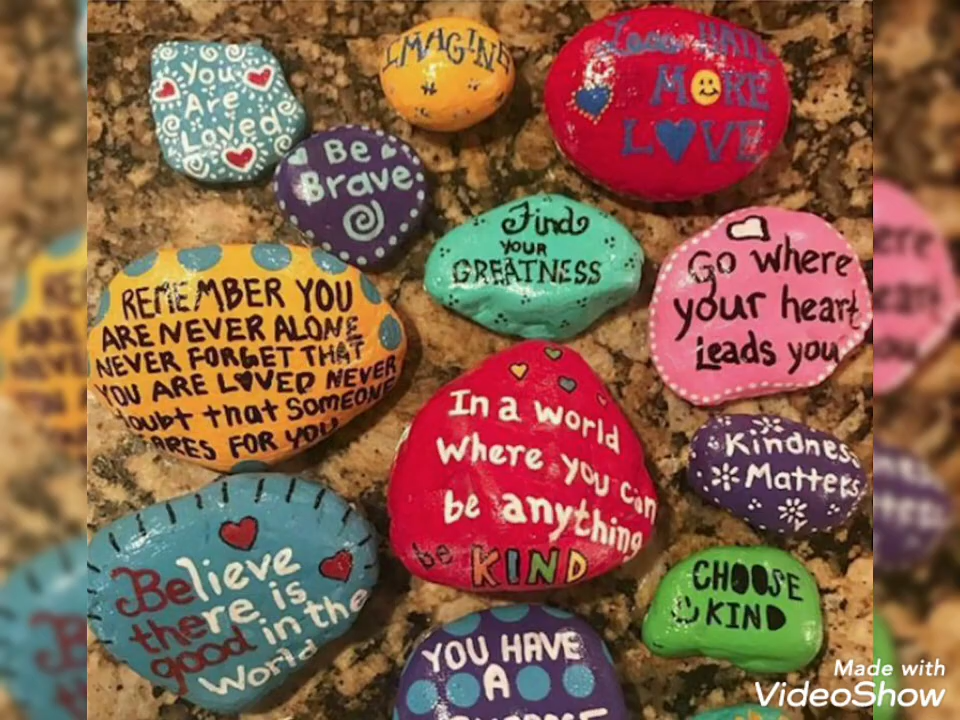 You
Are
Loved
IMAGINE
Less HATE
MORE
LOVE
Be
Brave
Find
YOUR
GREATNESS
Go where
your heart
Leads you
REMEMBER YOU
ARE NEVER ALONE
NEVER FORGET THAT
YOU ARE LOVED NEVER
doubt that SOMEONE
CARES FOR YOU
In a world
Where you can
be anything
be KIND
Kindness
Matters
Believe
there is
good in the
World
CHOOSE
KIND
YOU HAVE
A
Made with
VideoShow